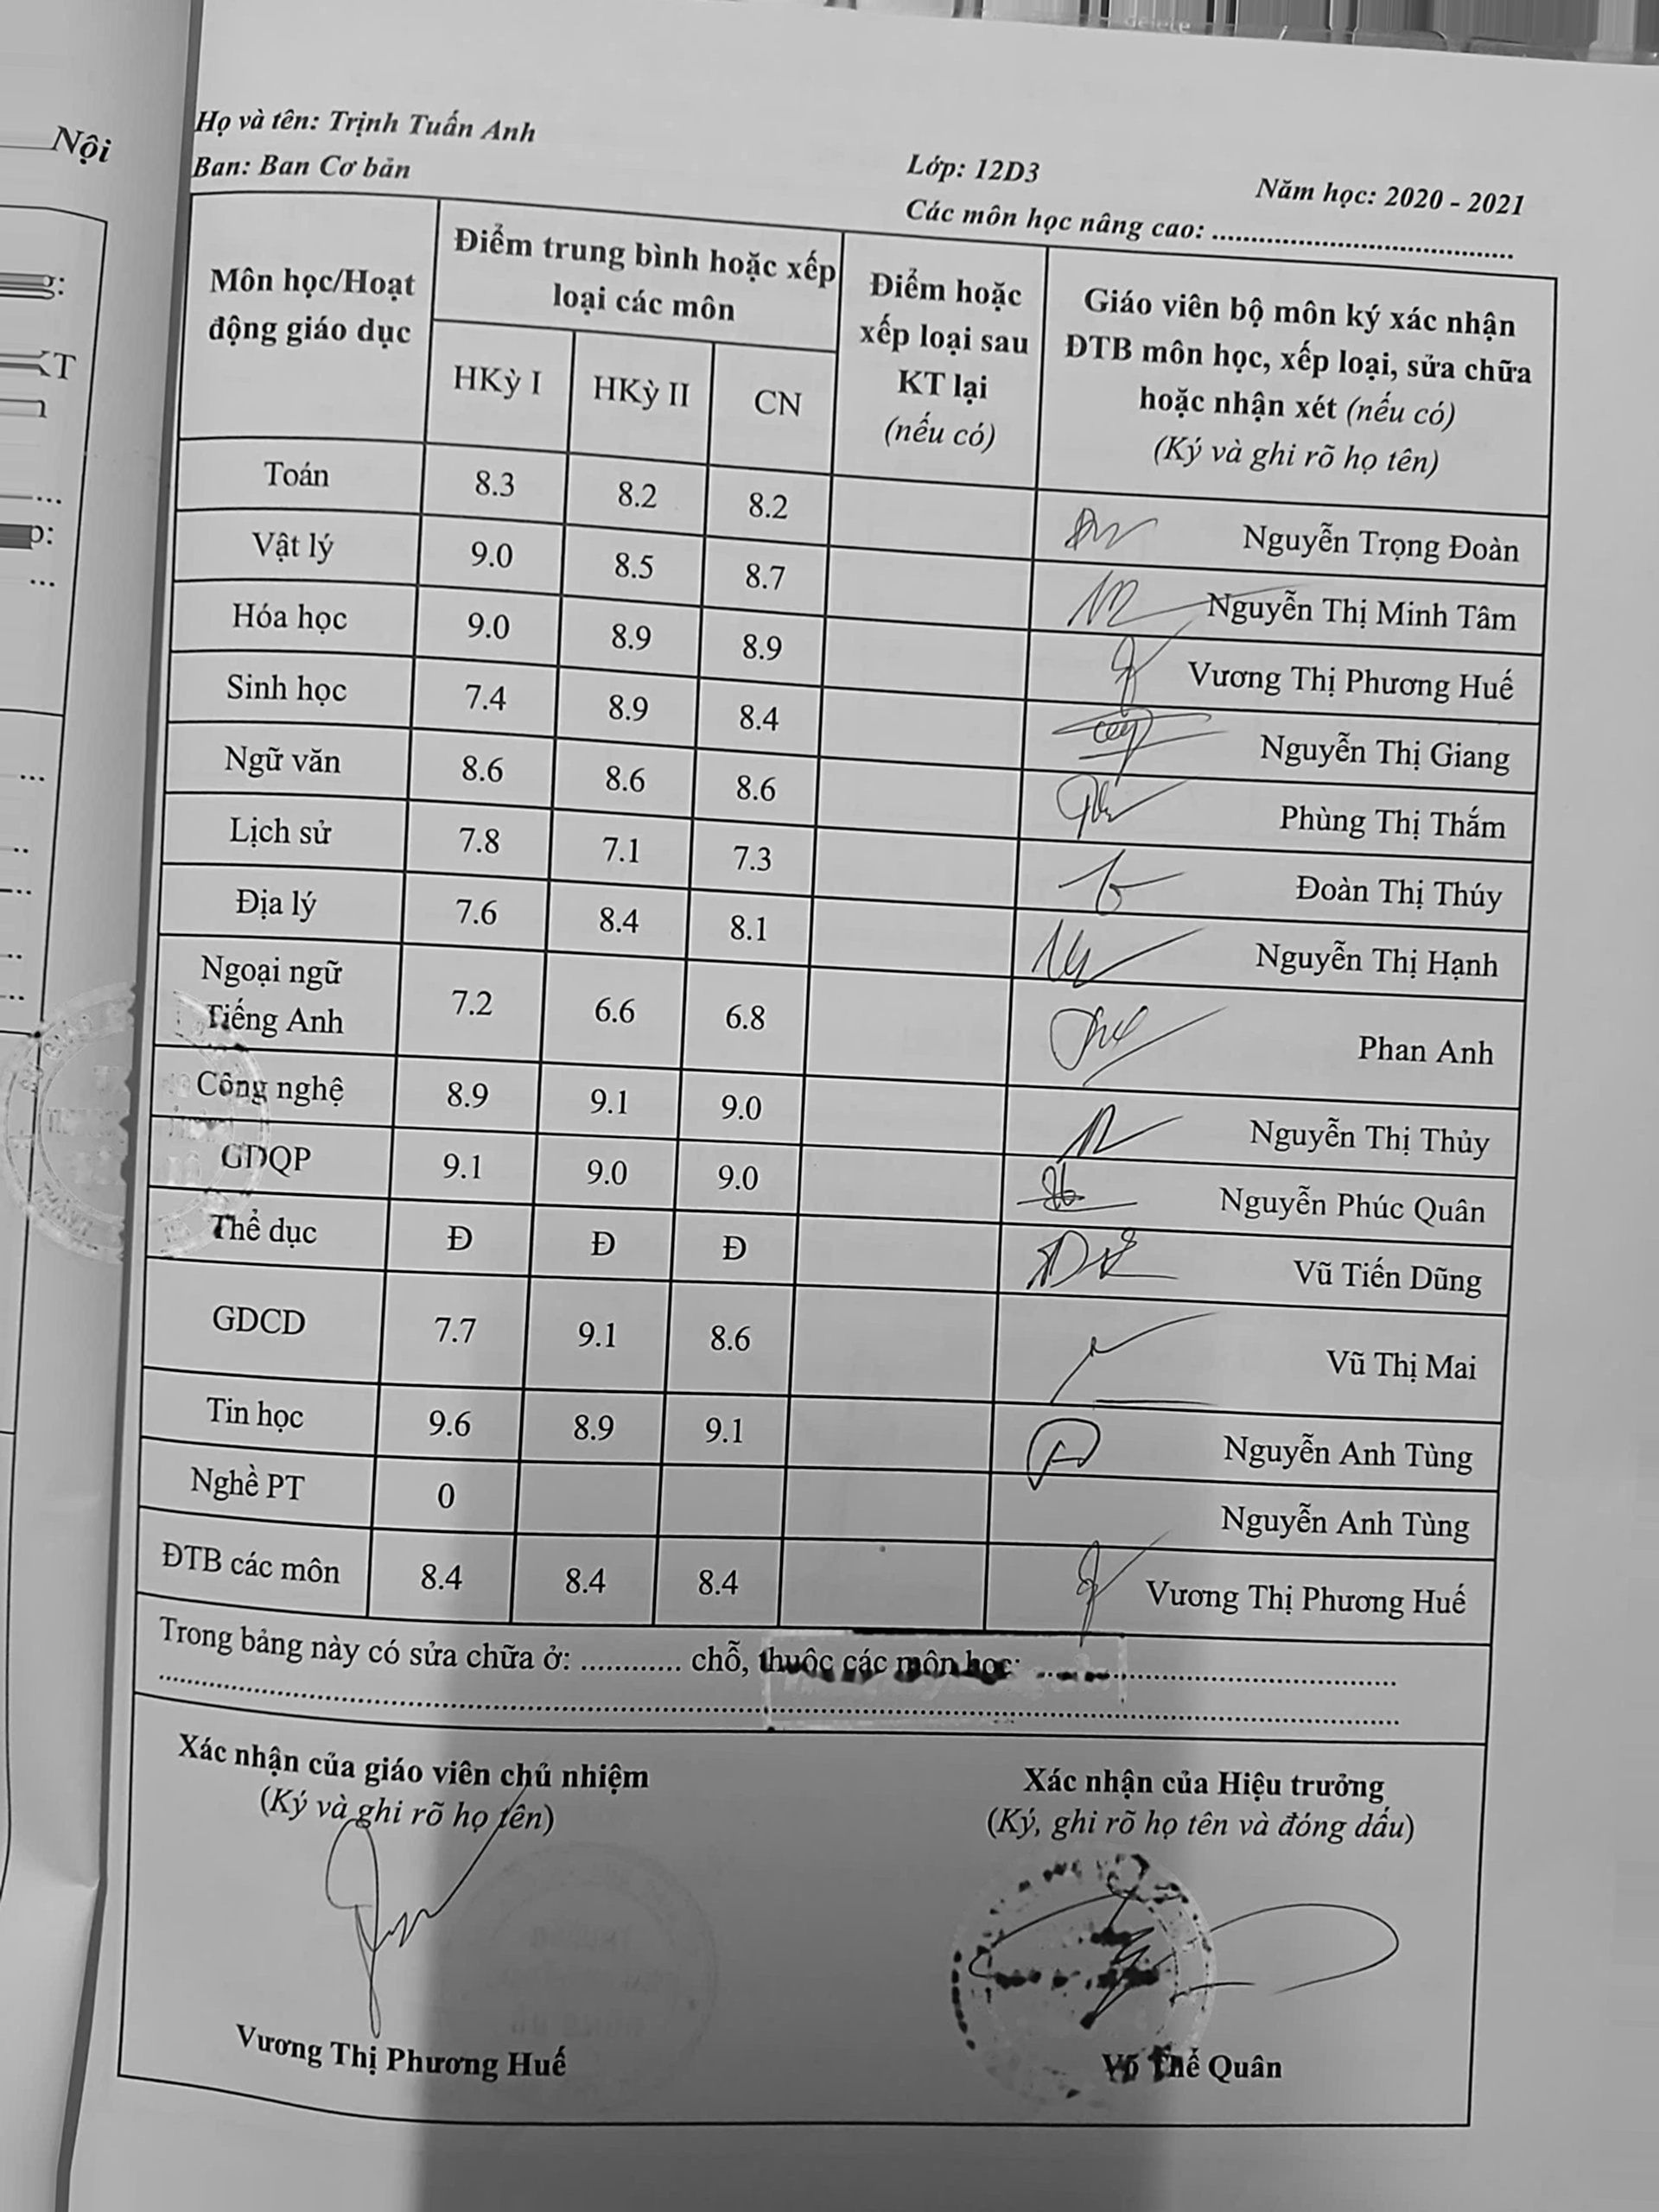 Nội
Họ và tên: Trịnh Tuấn Anh
Ban: Ban Cơ bản
Lớp: 12D3
Năm học: 2020 - 2021
Các môn học nâng cao: ........................................
Môn học/Hoạt động giáo dục
Điểm trung bình hoặc xếp loại các môn
HKỳ I HKỳ II CN
Điểm hoặc xếp loại sau KT lại (nếu có)
Giáo viên bộ môn ký xác nhận ĐTB môn học, xếp loại, sửa chữa hoặc nhận xét (nếu có) (Ký và ghi rõ họ tên)
Toán 8.3 8.2 8.2 Nguyễn Trọng Đoàn
Vật lý 9.0 8.5 8.7 Nguyễn Thị Minh Tâm
Hóa học 9.0 8.9 8.9 Vương Thị Phương Huế
Sinh học 7.4 8.9 8.4 Nguyễn Thị Giang
Ngữ văn 8.6 8.6 8.6 Phùng Thị Thắm
Lịch sử 7.8 7.1 7.3 Đoàn Thị Thúy
Địa lý 7.6 8.4 8.1 Nguyễn Thị Hạnh
Ngoại ngữ Tiếng Anh 7.2 6.6 6.8 Phan Anh
Công nghệ 8.9 9.1 9.0 Nguyễn Thị Thủy
GDQP 9.1 9.0 9.0 Nguyễn Phúc Quân
Thể dục Đ Đ Đ Vũ Tiến Dũng
GDCD 7.7 9.1 8.6 Vũ Thị Mai
Tin học 9.6 8.9 9.1 Nguyễn Anh Tùng
Nghề PT 0 Nguyễn Anh Tùng
ĐTB các môn 8.4 8.4 8.4 Vương Thị Phương Huế
Trong bảng này có sửa chữa ở: ............ chỗ, thuộc các môn học: ........................................
Xác nhận của giáo viên chủ nhiệm
(Ký và ghi rõ họ tên)
Vương Thị Phương Huế
Xác nhận của Hiệu trưởng
(Ký, ghi rõ họ tên và đóng dấu)
Võ Thế Quân